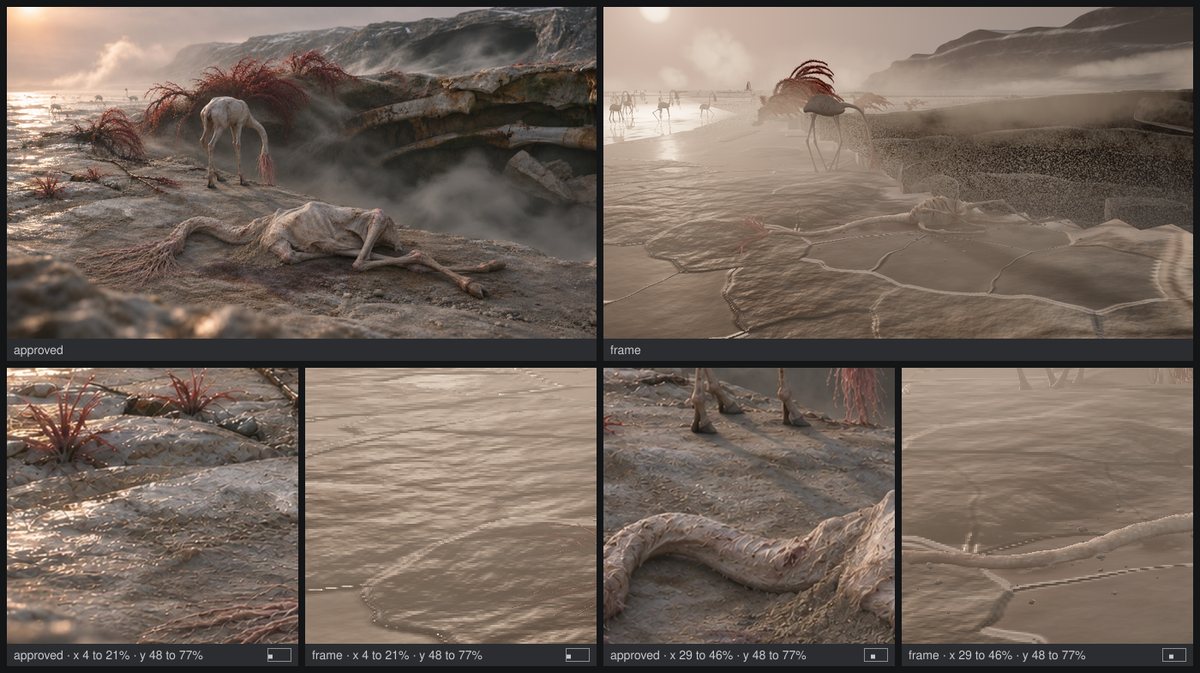 approved
frame
approved · x 4 to 21% · y 48 to 77%
frame · x 4 to 21% · y 48 to 77%
approved · x 29 to 46% · y 48 to 77%
frame · x 29 to 46% · y 48 to 77%